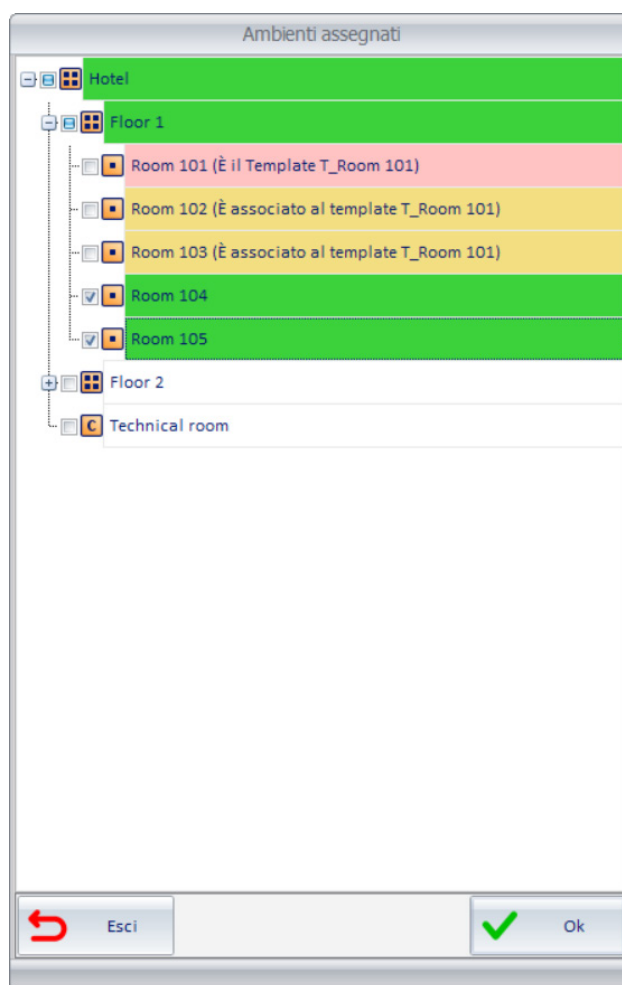 Ambienti assegnati
Hotel
Floor 1
Room 101 (È il Template T_Room 101)
Room 102 (È associato al template T_Room 101)
Room 103 (È associato al template T_Room 101)
Room 104
Room 105
Floor 2
C Technical room
Esci Ok